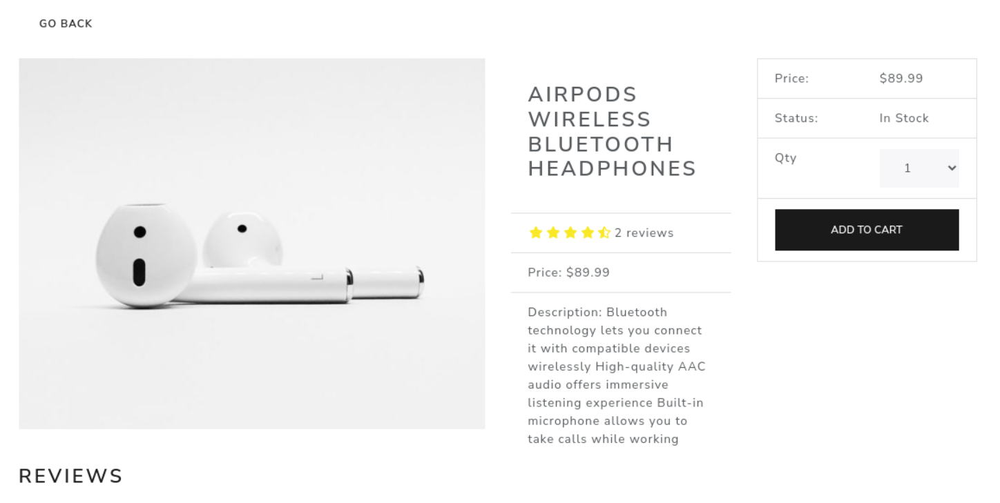 GO BACK
AIRPODS
WIRELESS
BLUETOOTH
HEADPHONES
2 reviews
Price: $89.99
Description: Bluetooth
technology lets you connect
it with compatible devices
wirelessly High-quality AAC
audio offers immersive
listening experience Built-in
microphone allows you to
take calls while working
Price: $89.99
Status: In Stock
Qty 1
ADD TO CART
REVIEWS